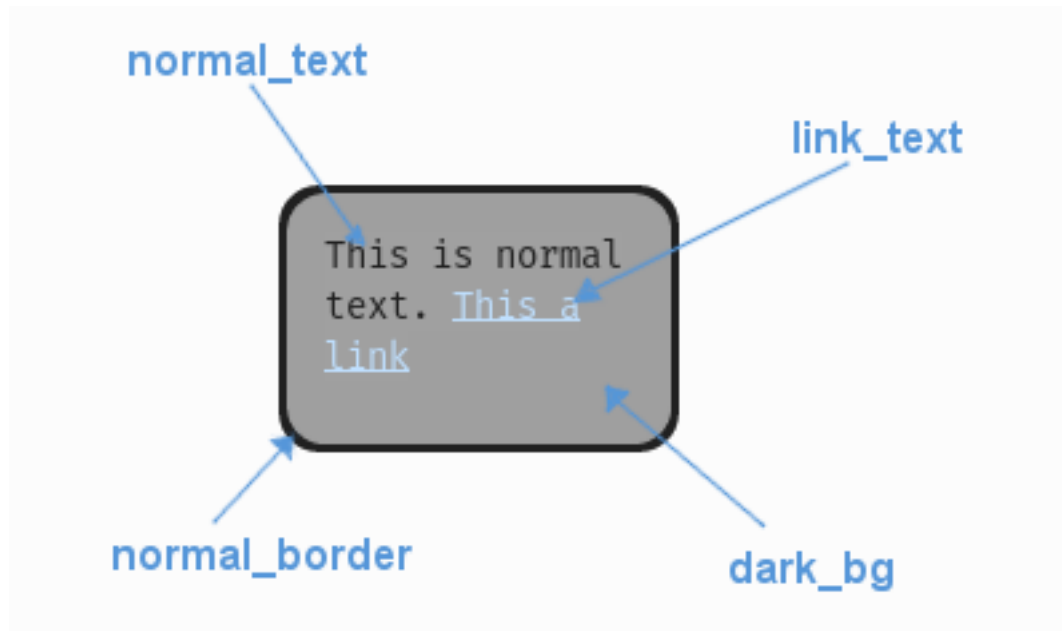 normal_text
link_text
This is normal
text. This a
link
normal_border
dark_bg